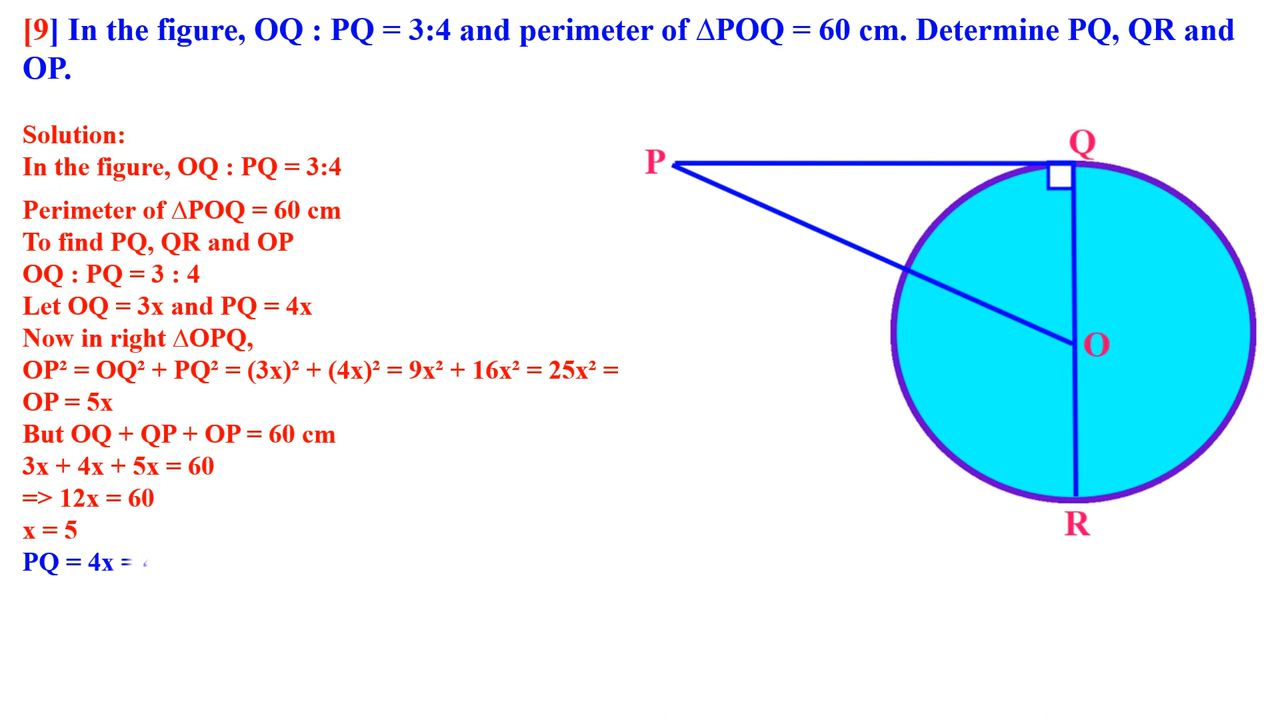 [9] In the figure, OQ : PQ = 3:4 and perimeter of ∆POQ = 60 cm. Determine PQ, QR and
OP.
Solution:
In the figure, OQ : PQ = 3:4
Perimeter of ∆POQ = 60 cm
To find PQ, QR and OP
OQ : PQ = 3 : 4
Let OQ = 3x and PQ = 4x
Now in right ∆OPQ,
OP² = OQ² + PQ² = (3x)² + (4x)² = 9x² + 16x² = 25x² =
OP = 5x
But OQ + QP + OP = 60 cm
3x + 4x + 5x = 60
=> 12x = 60
x = 5
PQ = 4x =
P
Q
O
R